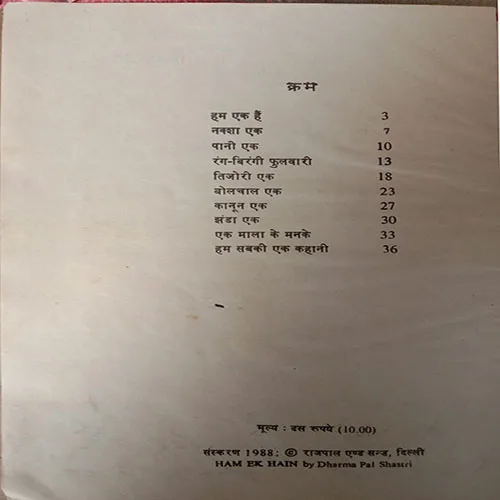 क्रम
हम एक हैं 3
नक्शा एक 7
पानी एक 10
रंग-बिरंगी फुलवारी 13
तिजोरी एक 18
बोलचाल एक 23
कानून एक 27
झंडा एक 30
एक माला के मनके 33
हम सबकी एक कहानी 36
मूल्य : दस रुपये (10.00)
संस्करण 1988; © राजपाल एण्ड सन्ज़, दिल्ली
HAM EK HAIN by Dharma Pal Shastri